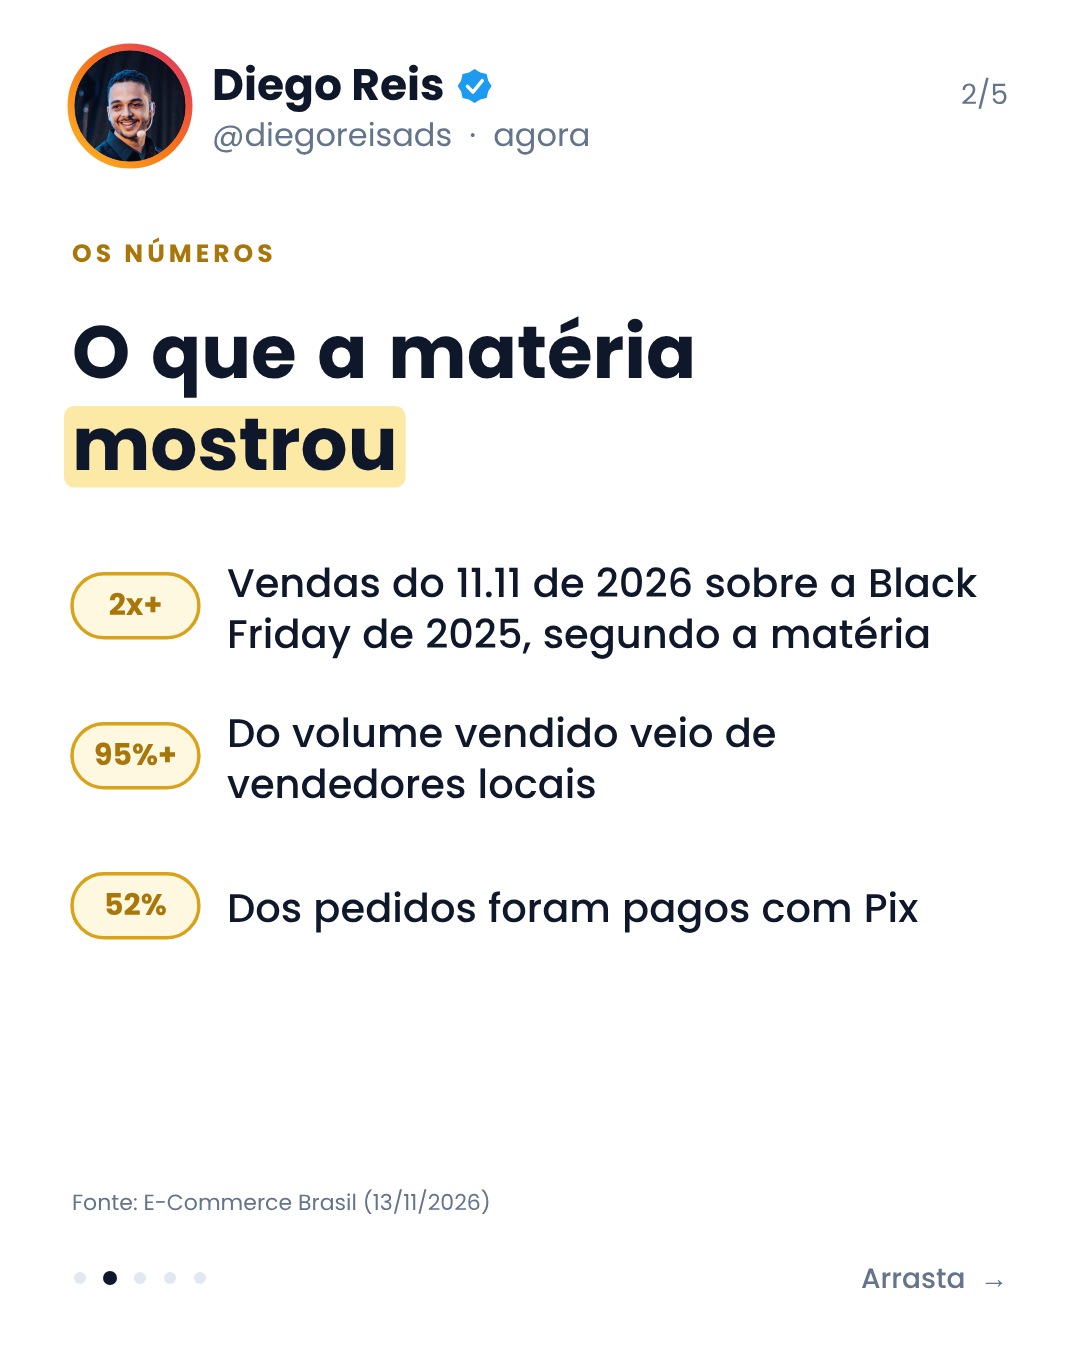 Diego Reis
2/5
@diegoreisads · agora
OS NÚMEROS
O que a matéria
mostrou
2x+
Vendas do 11.11 de 2026 sobre a Black
Friday de 2025, segundo a matéria
95%+
Do volume vendido veio de
vendedores locais
52%
Dos pedidos foram pagos com Pix
Fonte: E-Commerce Brasil (13/11/2026)
Arrasta →